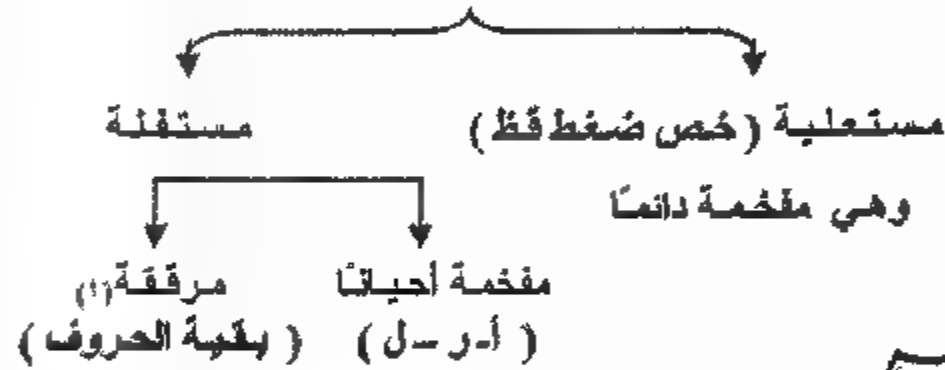 مستعلية (خص ضغط قظ) مستفلة
وهي مفخمة دائمًا
مفخمة أحيانًا مرققة(١)
(أ- ر – ل) (بقية الحروف)